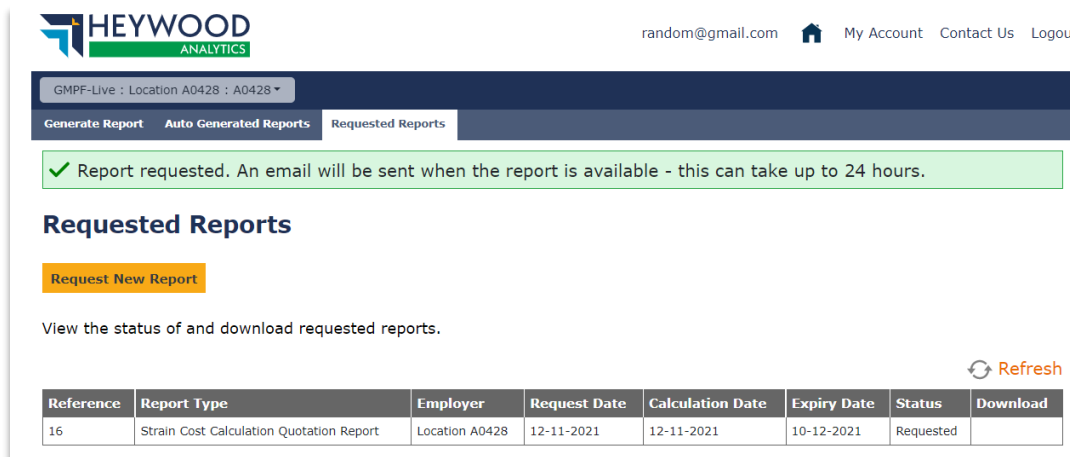 HEYWOOD
ANALYTICS
random@gmail.com My Account Contact Us Logou
GMPF-Live : Location A0428 : A0428
Generate Report Auto Generated Reports Requested Reports
Report requested. An email will be sent when the report is available - this can take up to 24 hours.
Requested Reports
Request New Report
View the status of and download requested reports.
Refresh
Reference Report Type Employer Request Date Calculation Date Expiry Date Status Download
16 Strain Cost Calculation Quotation Report Location A0428 12-11-2021 12-11-2021 10-12-2021 Requested